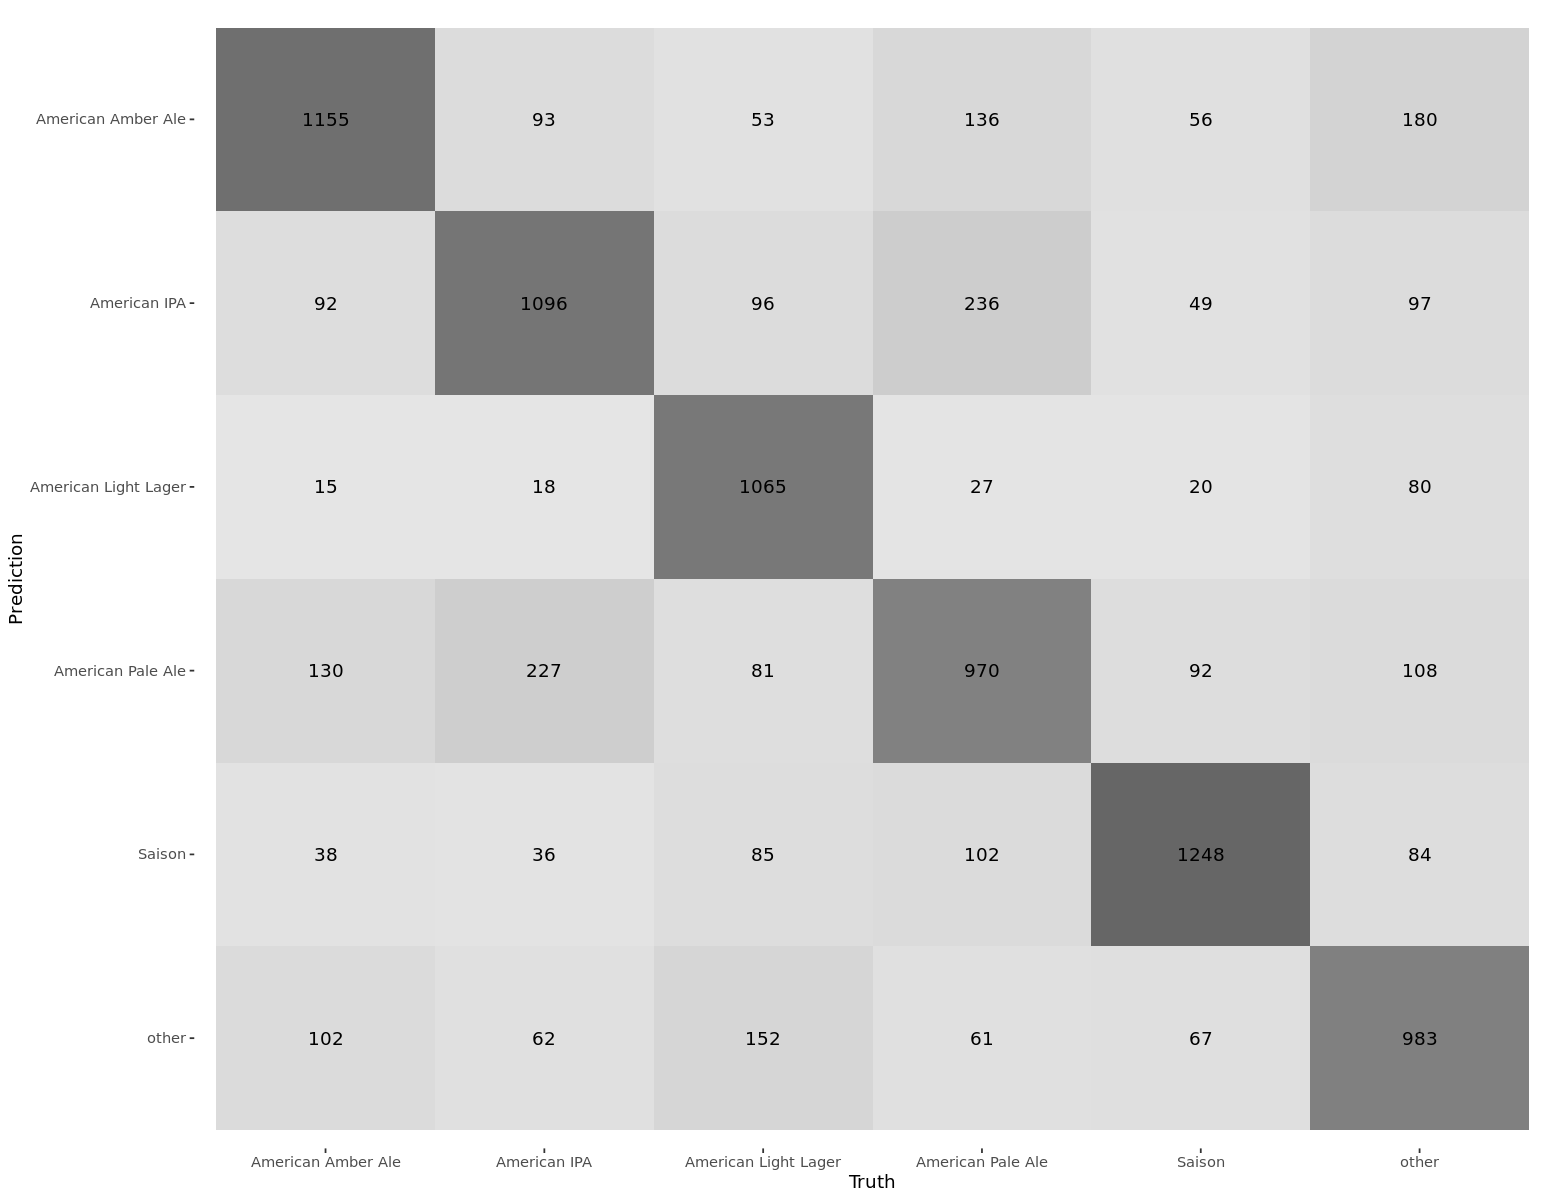 American Amber Ale 1155 93 53 136 56 180
American IPA 92 1096 96 236 49 97
American Light Lager 15 18 1065 27 20 80
Prediction
American Pale Ale 130 227 81 970 92 108
Saison 38 36 85 102 1248 84
other 102 62 152 61 67 983
American Amber Ale American IPA American Light Lager American Pale Ale Saison other
Truth